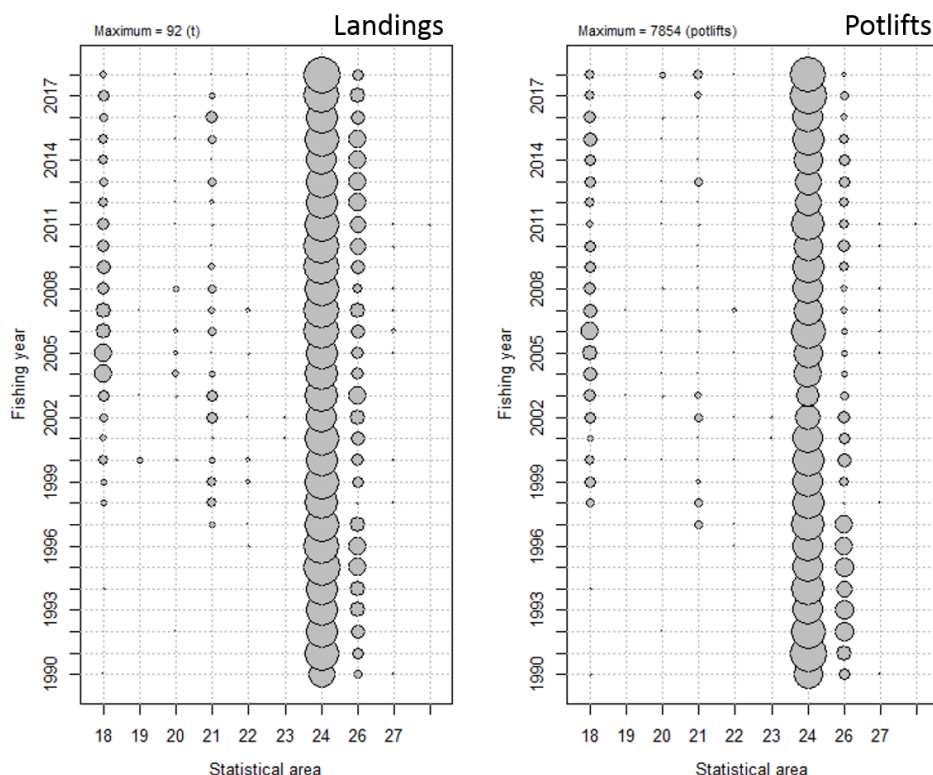 Maximum = 92 (t) Landings
Fishing year
2017
2014
2011
2008
2005
2002
1999
1996
1993
1990
18 19 20 21 22 23 24 26 27
Statistical area
Maximum = 7854 (potlifts) Potlifts
Fishing year
2017
2014
2011
2008
2005
2002
1999
1996
1993
1990
18 19 20 21 22 23 24 26 27
Statistical area